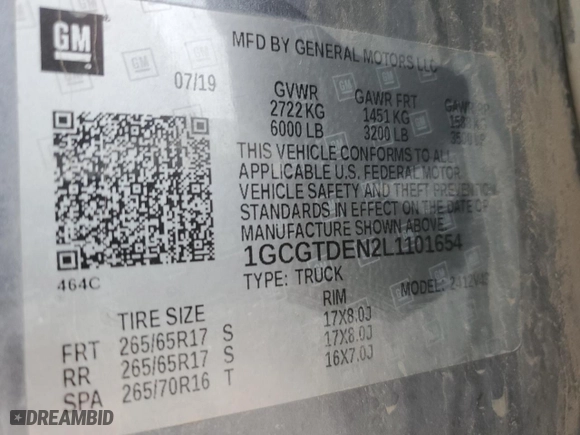 GM
MFD BY GENERAL MOTORS LLC
07/19
GVWR GAWR FRT
2722 KG 1451 KG
6000 LB 3200 LB
THIS VEHICLE CONFORMS TO ALL
APPLICABLE U.S. FEDERAL MOTOR
VEHICLE SAFETY AND THEFT PREVENTION
STANDARDS IN EFFECT ON THE DATE OF
MANUFACTURE SHOWN ABOVE.
1GCGTDEN2L1101654
464C
TYPE: TRUCK MODEL:
TIRE SIZE RIM
FRT 265/65R17 S 17X8.0J
RR 265/65R17 S 17X8.0J
SPA 265/70R16 T 16X7.0J
DREAMBID